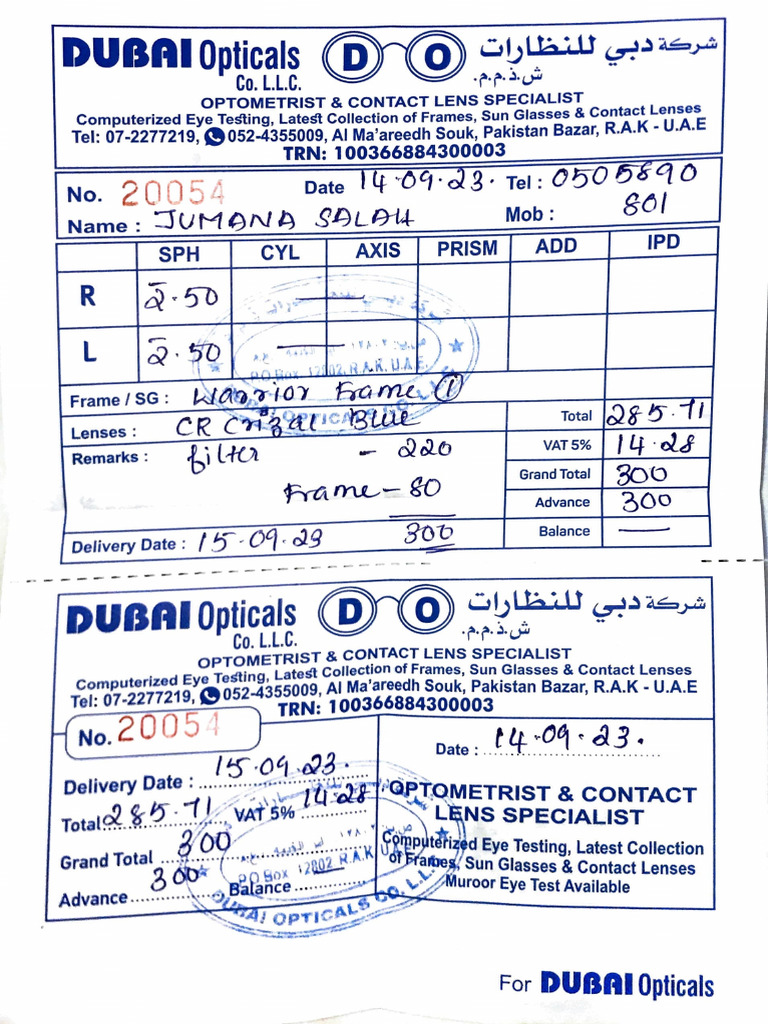 DUBAI Opticals D O شركة دبي للنظارات
Co. L.L.C. ش.ذ.م.م.
OPTOMETRIST & CONTACT LENS SPECIALIST
Computerized Eye Testing, Latest Collection of Frames, Sun Glasses & Contact Lenses
Tel: 07-2277219, 052-4355009, Al Ma'areedh Souk, Pakistan Bazar, R.A.K - U.A.E
TRN: 100366884300003
No. 20054 Date 14.09.23. Tel : 0505890
Name : JUMANA SALAH Mob : 801
SPH CYL AXIS PRISM ADD IPD
R -2.50 —
L -2.50 —
P.O.Box 12802, R.A.K. U.A.E.
DUBAI OPTICALS CO. L.L.C.
Frame / SG : Warrior Frame 1
Lenses : CR Crizal Blue Total 285.71
Remarks : filter - 220 VAT 5% 14.28
Grand Total 300
Frame - 80 Advance 300
Delivery Date : 15.09.23 300 Balance —
DUBAI Opticals D O شركة دبي للنظارات
Co. L.L.C. ش.ذ.م.م.
OPTOMETRIST & CONTACT LENS SPECIALIST
Computerized Eye Testing, Latest Collection of Frames, Sun Glasses & Contact Lenses
Tel: 07-2277219, 052-4355009, Al Ma'areedh Souk, Pakistan Bazar, R.A.K - U.A.E
TRN: 100366884300003
No. 20054 Date : 14.09.23.
Delivery Date : 15.09.23.
Total 285.71 VAT 5% 14.28
Grand Total 300
Advance 300 Balance —
OPTOMETRIST & CONTACT
LENS SPECIALIST
Computerized Eye Testing, Latest Collection
of Frames, Sun Glasses & Contact Lenses
Muroor Eye Test Available
P.O.Box 12802, R.A.K. U.A.E.
DUBAI OPTICALS CO. L.L.C.
For DUBAI Opticals